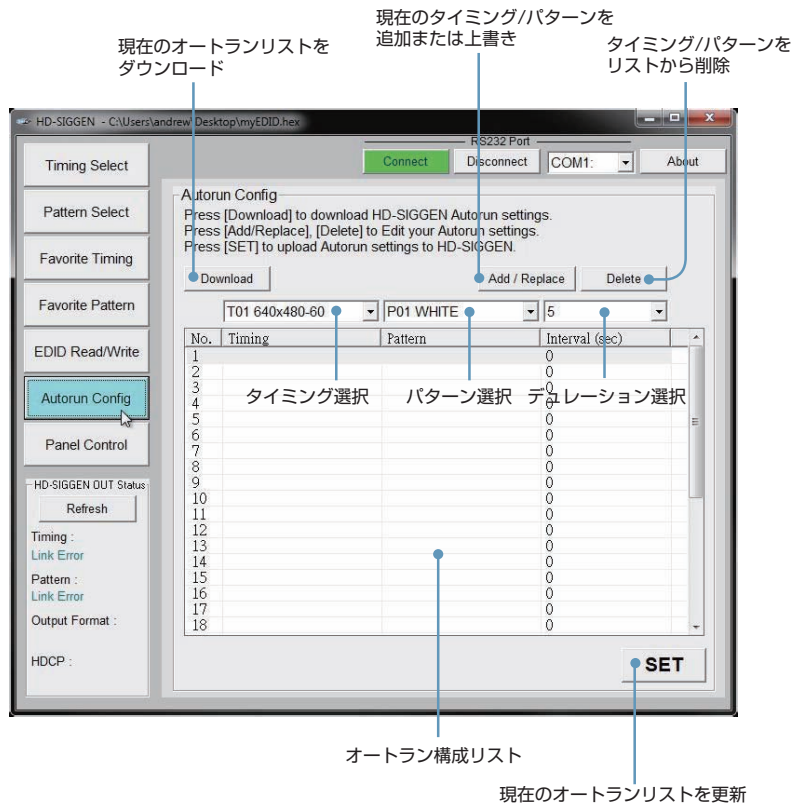 現在のオートランリストを
ダウンロード
現在のタイミング/パターンを
追加または上書き
タイミング/パターンを
リストから削除
HD-SIGGEN - C:\Users\andrew\Desktop\myEDID.hex
RS232 Port
Connect Disconnect COM1: About
Timing Select
Pattern Select
Favorite Timing
Favorite Pattern
EDID Read/Write
Autorun Config
Panel Control
HD-SIGGEN OUT Status
Refresh
Timing :
Link Error
Pattern :
Link Error
Output Format :
HDCP :
Autorun Config
Press [Download] to download HD-SIGGEN Autorun settings.
Press [Add/Replace], [Delete] to Edit your Autorun settings.
Press [SET] to upload Autorun settings to HD-SIGGEN.
Download Add / Replace Delete
T01 640x480-60 P01 WHITE 5
No. Timing Pattern Interval (sec)
1 0
2 0
3 0
4 0
タイミング選択 パターン選択 デュレーション選択
5 0
6 0
7 0
8 0
9 0
10 0
11 0
12 0
13 0
14 0
15 0
16 0
17 0
18 0
SET
オートラン構成リスト
現在のオートランリストを更新